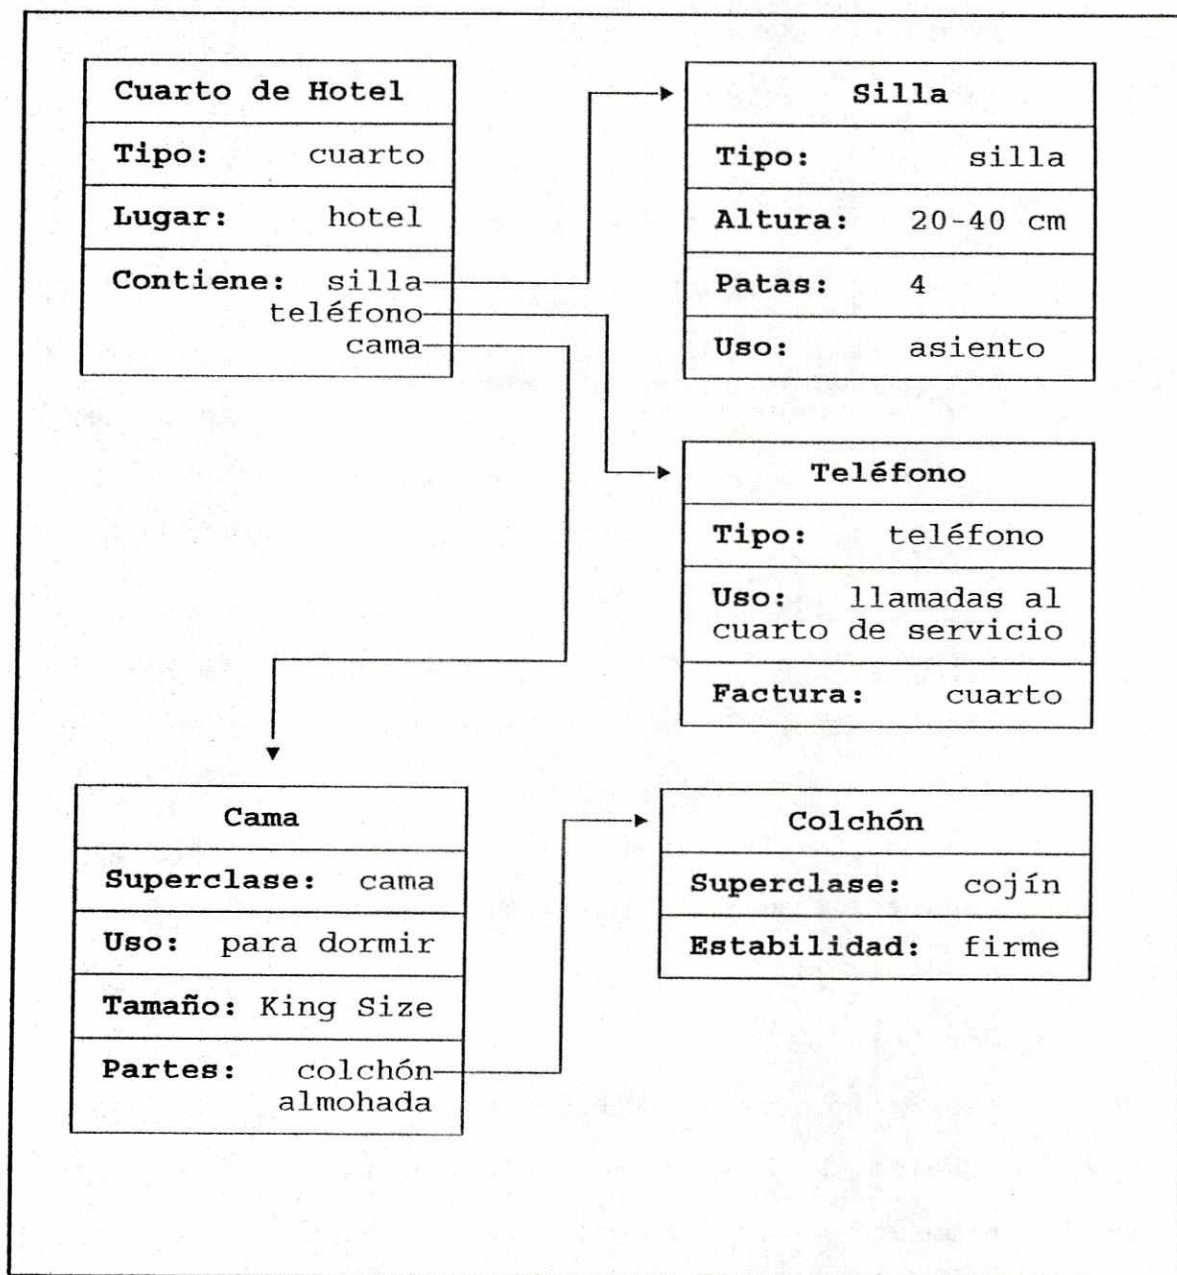 Cuarto de Hotel
Tipo: cuarto
Lugar: hotel
Contiene: silla
teléfono
cama
Silla
Tipo: silla
Altura: 20-40 cm
Patas: 4
Uso: asiento
Teléfono
Tipo: teléfono
Uso: llamadas al
cuarto de servicio
Factura: cuarto
Cama
Superclase: cama
Uso: para dormir
Tamaño: King Size
Partes: colchón
almohada
Colchón
Superclase: cojín
Estabilidad: firme